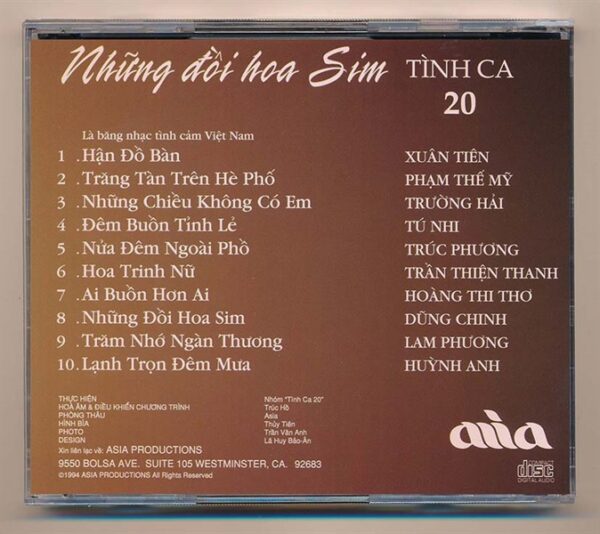 Những đồi hoa Sim TÌNH CA
20
Là băng nhạc tình cảm Việt Nam
1 . Hận Đồ Bàn XUÂN TIÊN
2 . Trăng Tàn Trên Hè Phố PHẠM THẾ MỸ
3 . Những Chiều Không Có Em TRƯỜNG HẢI
4 . Đêm Buồn Tỉnh Lẻ TÚ NHI
5 . Nửa Đêm Ngoài Phồ TRÚC PHƯƠNG
6 . Hoa Trinh Nữ TRẦN THIỆN THANH
7 . Ai Buồn Hơn Ai HOÀNG THI THƠ
8 . Những Đồi Hoa Sim DŨNG CHINH
9 . Trăm Nhớ Ngàn Thương LAM PHƯƠNG
10 . Lạnh Trọn Đêm Mưa HUỲNH ANH
THỰC HIỆN Nhóm "Tình Ca 20"
HOÀ ÂM & ĐIỀU KHIỂN CHƯƠNG TRÌNH Trúc Hồ
PHÒNG THÂU Asia
HÌNH BÌA Thủy Tiên
PHOTO Trần Văn Anh
DESIGN Lã Huy Bảo-Ân
Xin liên lạc về: ASIA PRODUCTIONS
9550 BOLSA AVE. SUITE 105 WESTMINSTER, CA. 92683
©1994 ASIA PRODUCTIONS All Rights Reserved
asia
COMPACT
disc
DIGITAL AUDIO